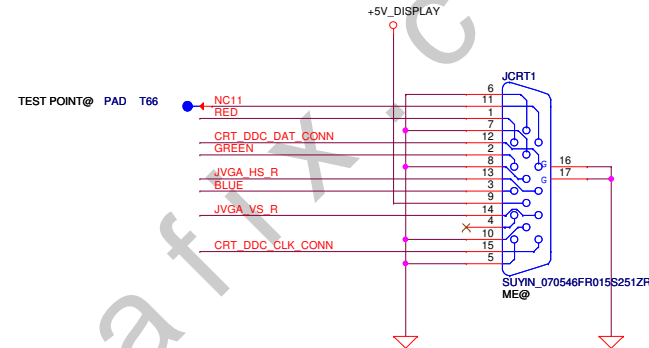 +5V_DISPLAY
JCRT1
TEST POINT@ PAD T66
NC11
RED
CRT_DDC_DAT_CONN
GREEN
JVGA_HS_R
BLUE
JVGA_VS_R
CRT_DDC_CLK_CONN
6
11
1
7
12
2
8
13
3
9
14
4
10
15
5
G 16
G 17
SUYIN_070546FR015S251ZR
ME@
afix.c